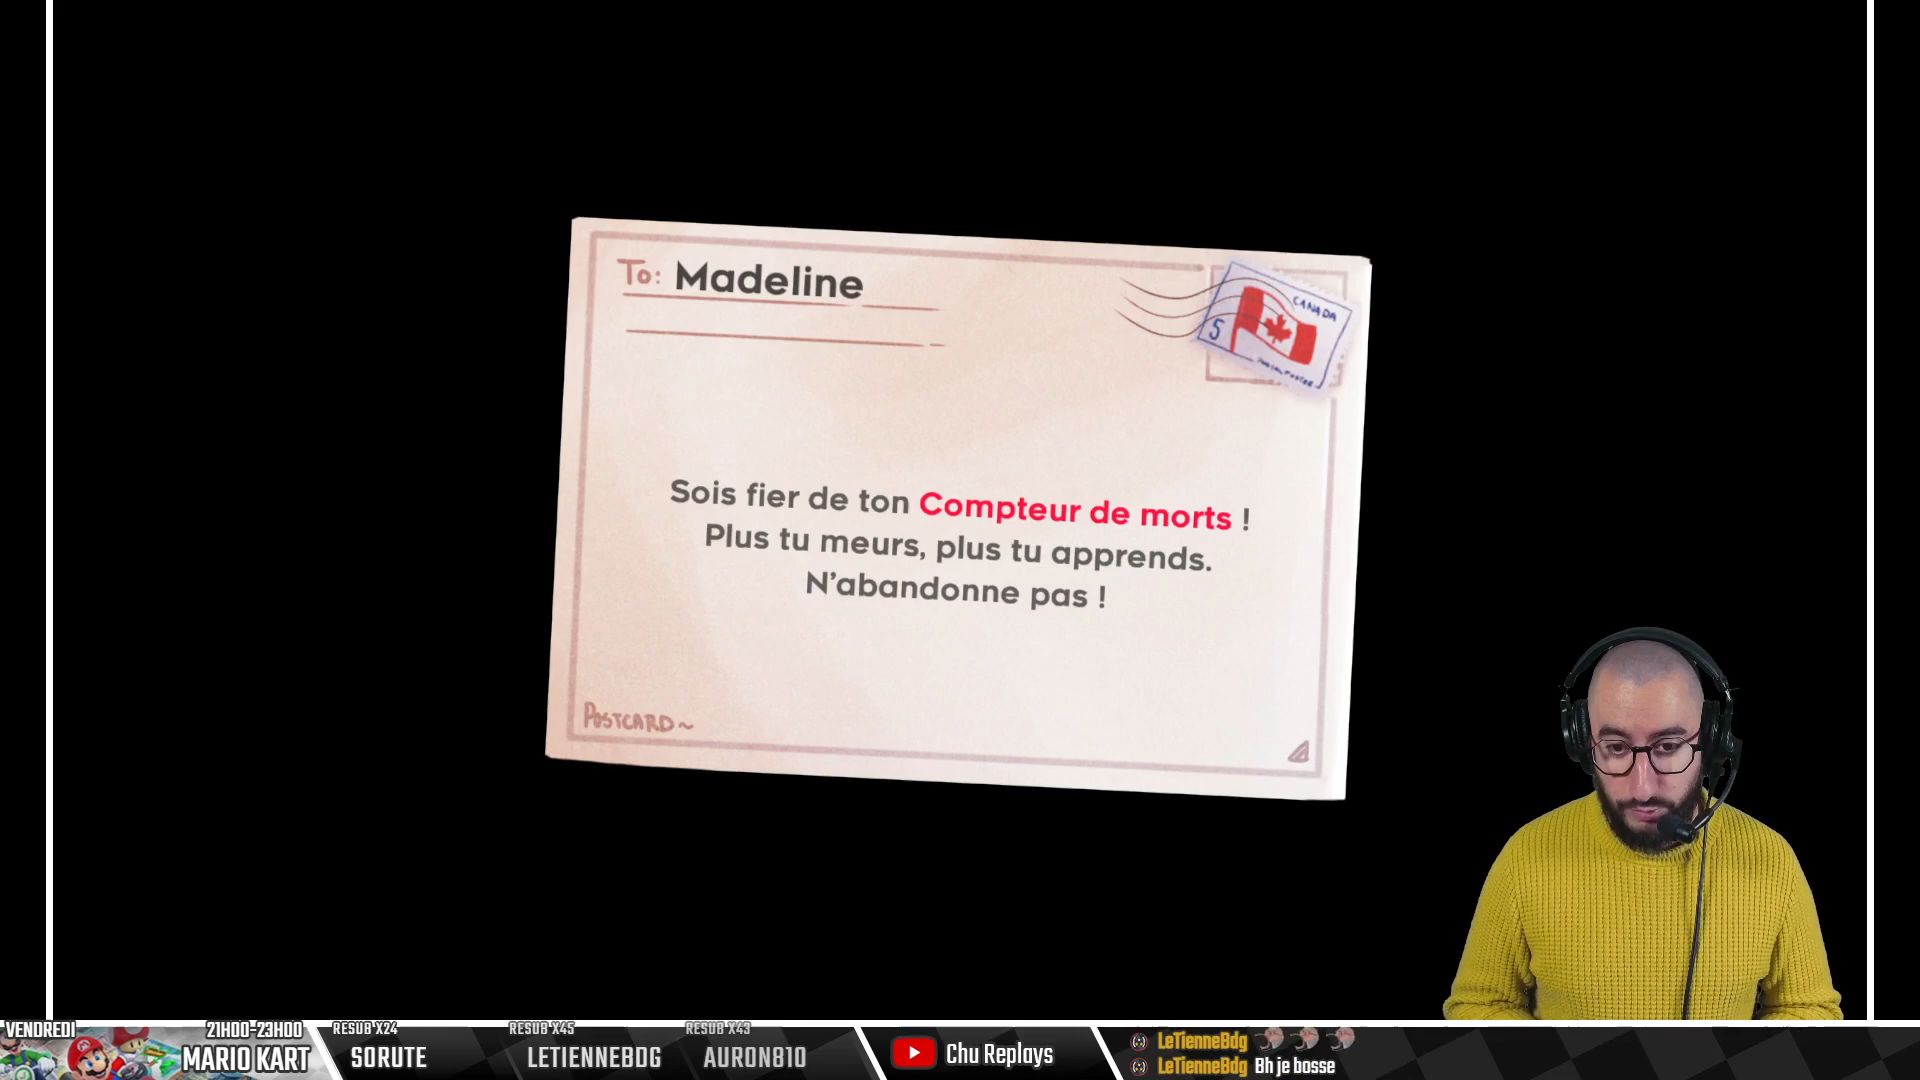 To: Madeline
CANADA
5
Sois fier de ton Compteur de morts !
Plus tu meurs, plus tu apprends.
N'abandonne pas !
POSTCARD~
VENDREDI
21H00-23H00
MARIO KART
RESUB X24
SORUTE
RESUB X45
LETIENNEBDG
RESUB X43
AURON810
Chu Replays
LeTienneBdg
LeTienneBdg Bh je bosse